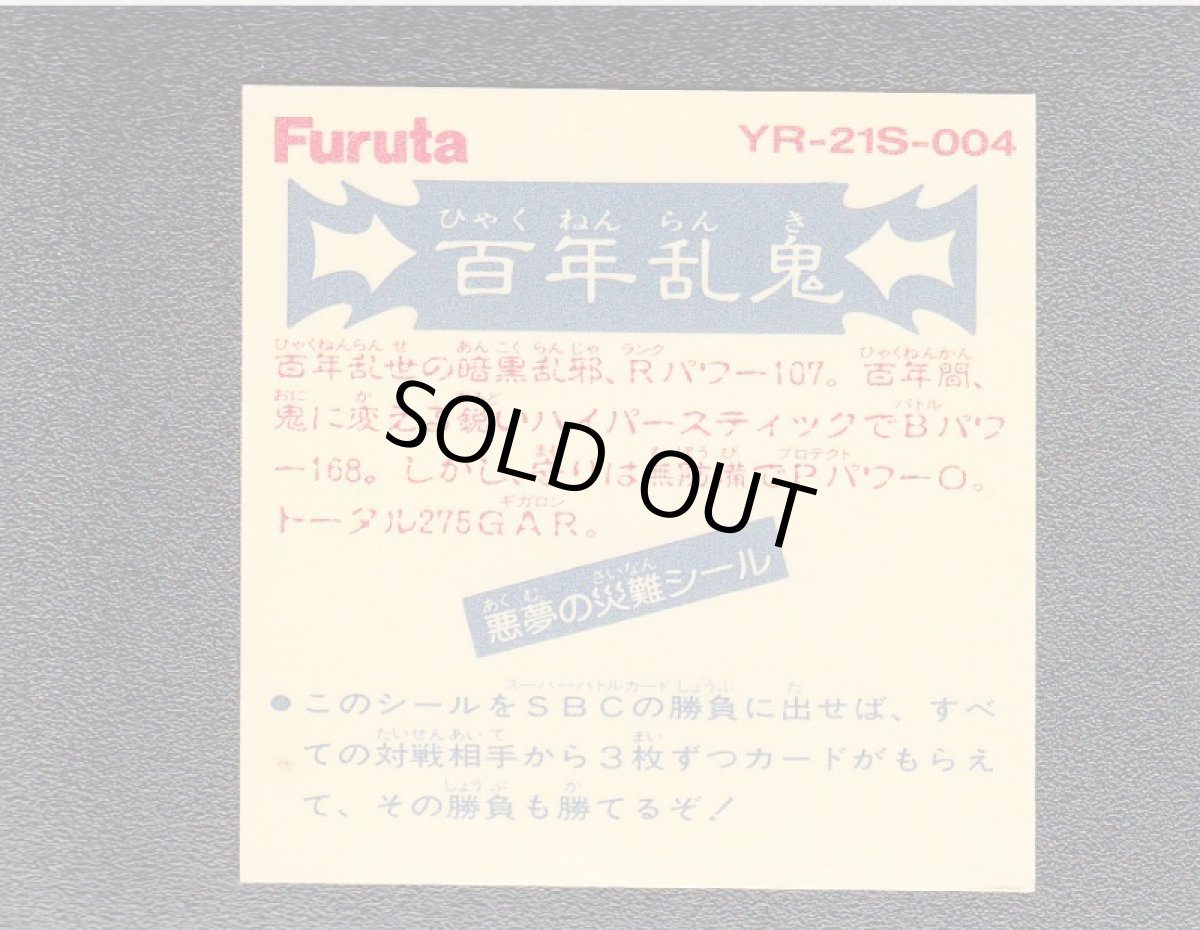 Furuta
YR-21S-004
ひゃく ねん らん き
百年乱鬼
ひゃくねんらん せ あん こく らん じゃ ランク ひゃくねんかん
百年乱世の暗黒乱邪、Rパワー107。百年間、
おに か バトル
鬼に変える鋭いハイパースティックでBパワ
プロテクト
ー168。しかし、守りは無防備でPパワー0。
ギガロン
トータル275GAR。
SOLD OUT
あく む さいなん
悪夢の災難シール
スーパーバトルカード しょうぶ だ
●このシールをSBCの勝負に出せば、すべ
たいせん あい て まい
ての対戦相手から3枚ずつカードがもらえ
しょう ぶ か
て、その勝負も勝てるぞ！